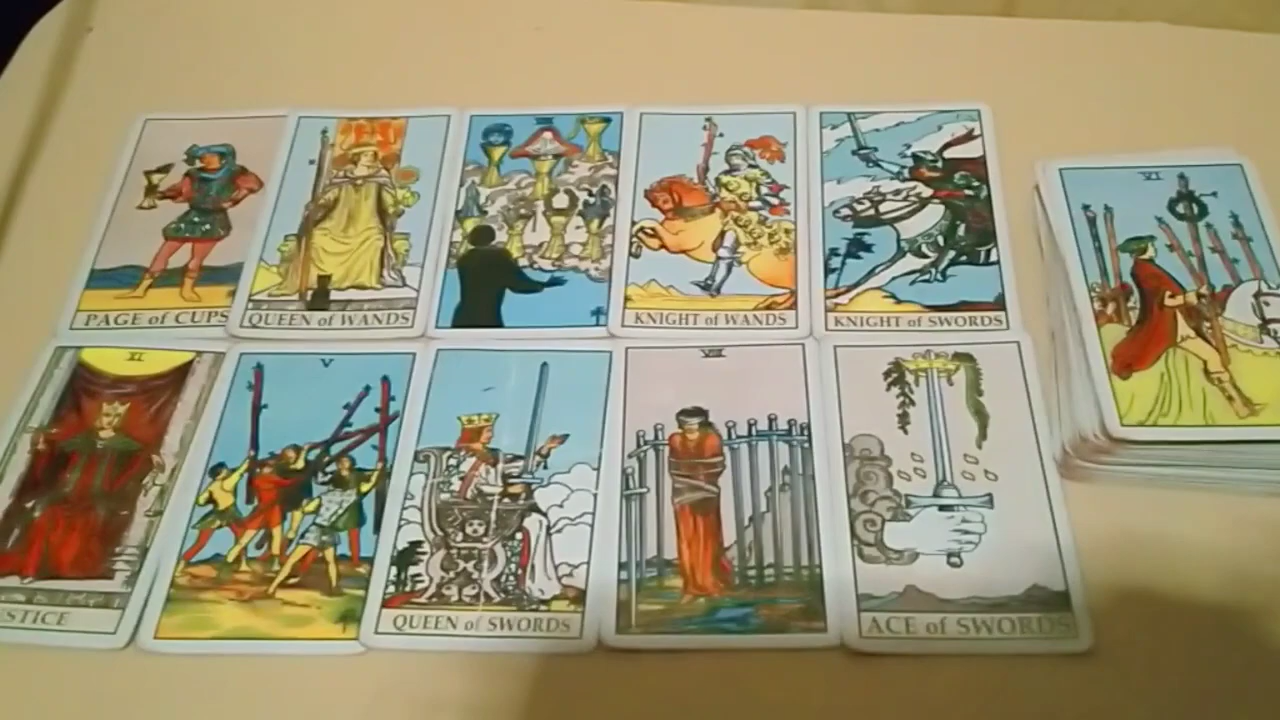 PAGE of CUPS
QUEEN of WANDS
KNIGHT of WANDS
KNIGHT of SWORDS
VI
XI
STICE
V
QUEEN of SWORDS
VIII
ACE of SWORDS